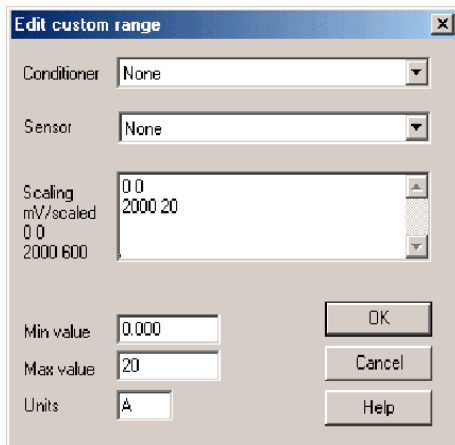 Edit custom range
Conditioner None
Sensor None
Scaling
mV/scaled
0 0
2000 600
0 0
2000 20
Min value 0.000
Max value 20
Units A
OK
Cancel
Help